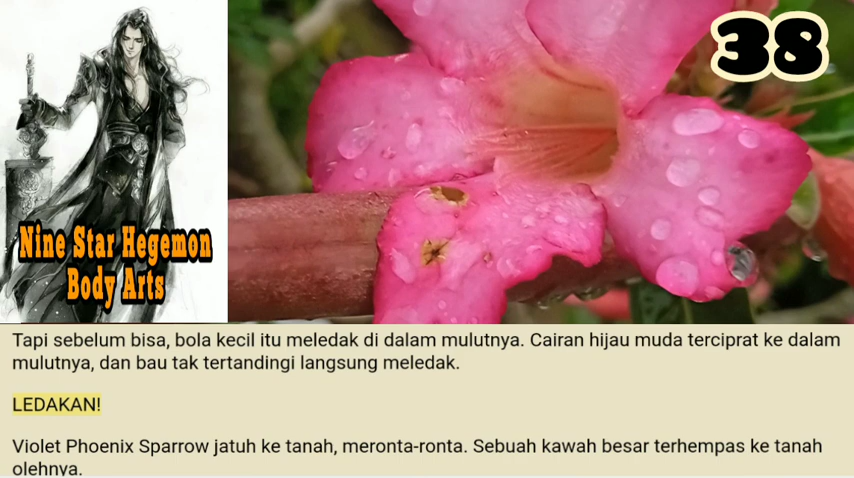 38
Nine Star Hegemon
Body Arts
Tapi sebelum bisa, bola kecil itu meledak di dalam mulutnya. Cairan hijau muda terciprat ke dalam
mulutnya, dan bau tak tertandingi langsung meledak.
LEDAKAN!
Violet Phoenix Sparrow jatuh ke tanah, meronta-ronta. Sebuah kawah besar terhempas ke tanah
olehnya.